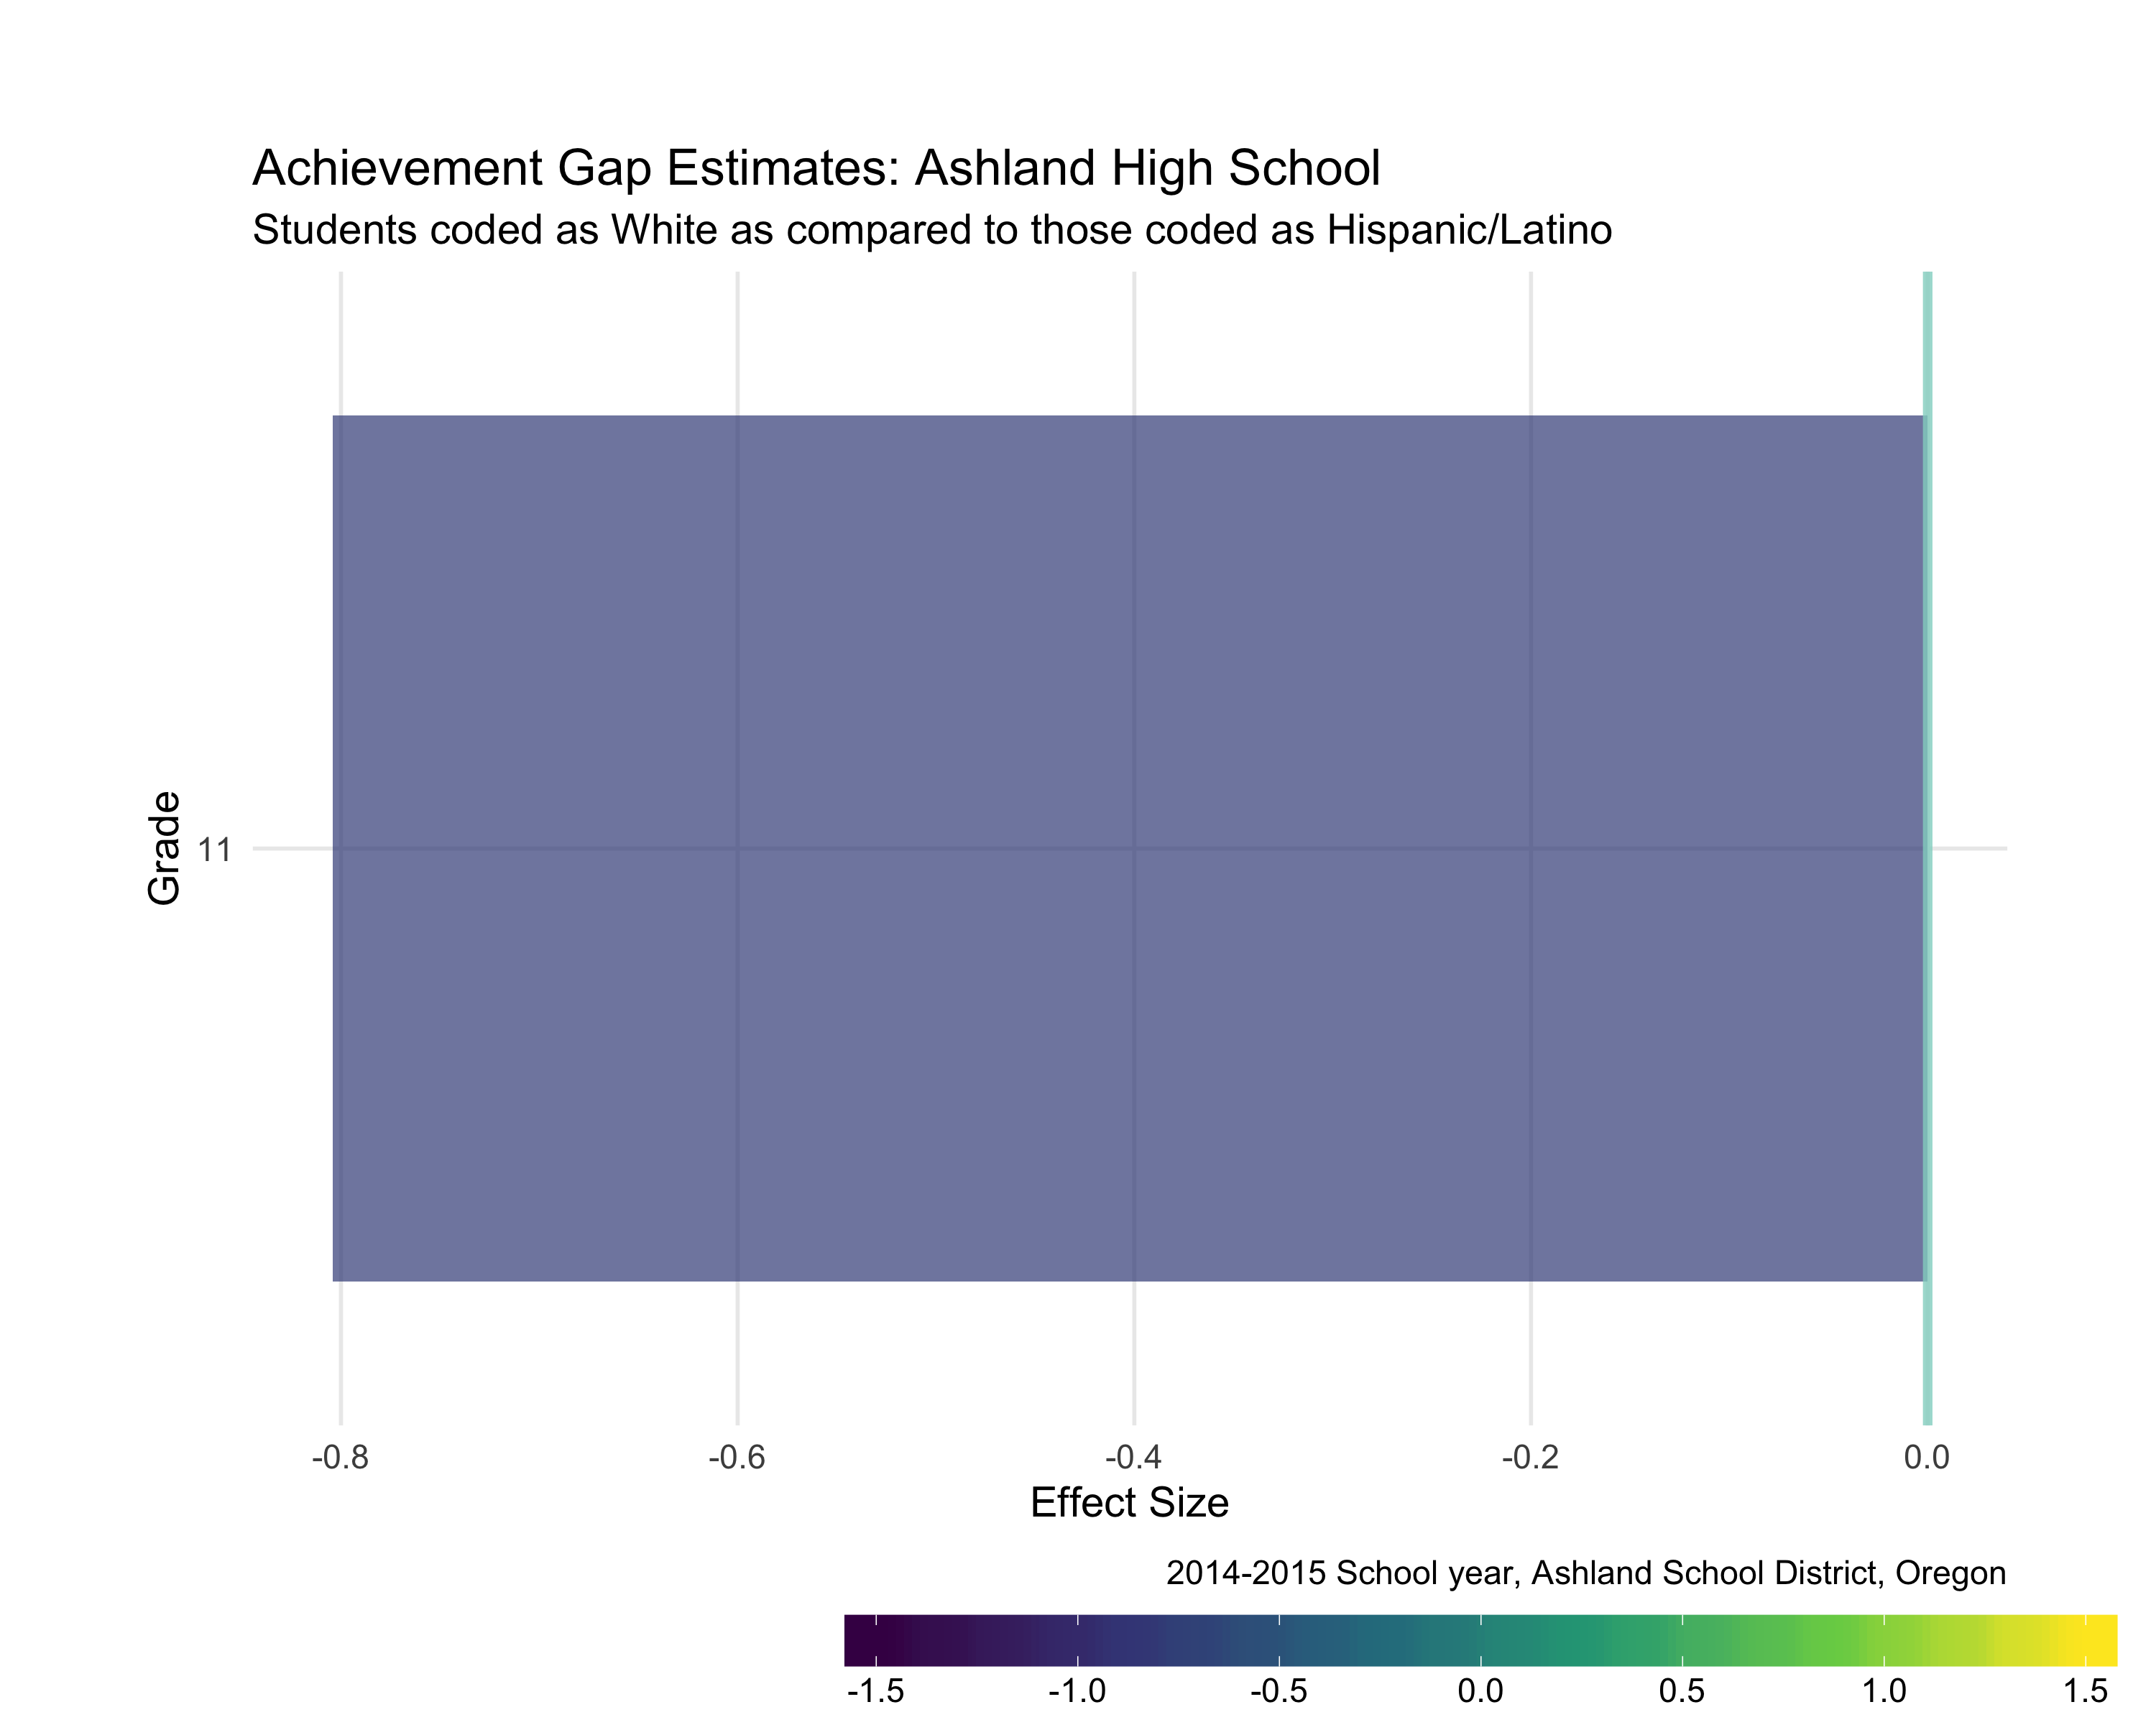 Achievement Gap Estimates: Ashland High School
Students coded as White as compared to those coded as Hispanic/Latino
Grade
11
-0.8 -0.6 -0.4 -0.2 0.0
Effect Size
2014-2015 School year, Ashland School District, Oregon
-1.5 -1.0 -0.5 0.0 0.5 1.0 1.5